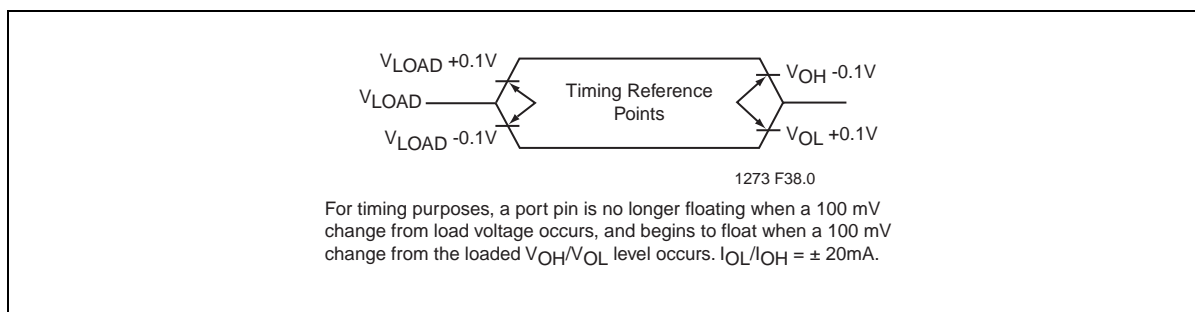 VLOAD +0.1V
VLOAD
VLOAD -0.1V
Timing Reference
Points
VOH -0.1V
VOL +0.1V
1273 F38.0
For timing purposes, a port pin is no longer floating when a 100 mV
change from load voltage occurs, and begins to float when a 100 mV
change from the loaded VOH/VOL level occurs. IOL/IOH = ± 20mA.